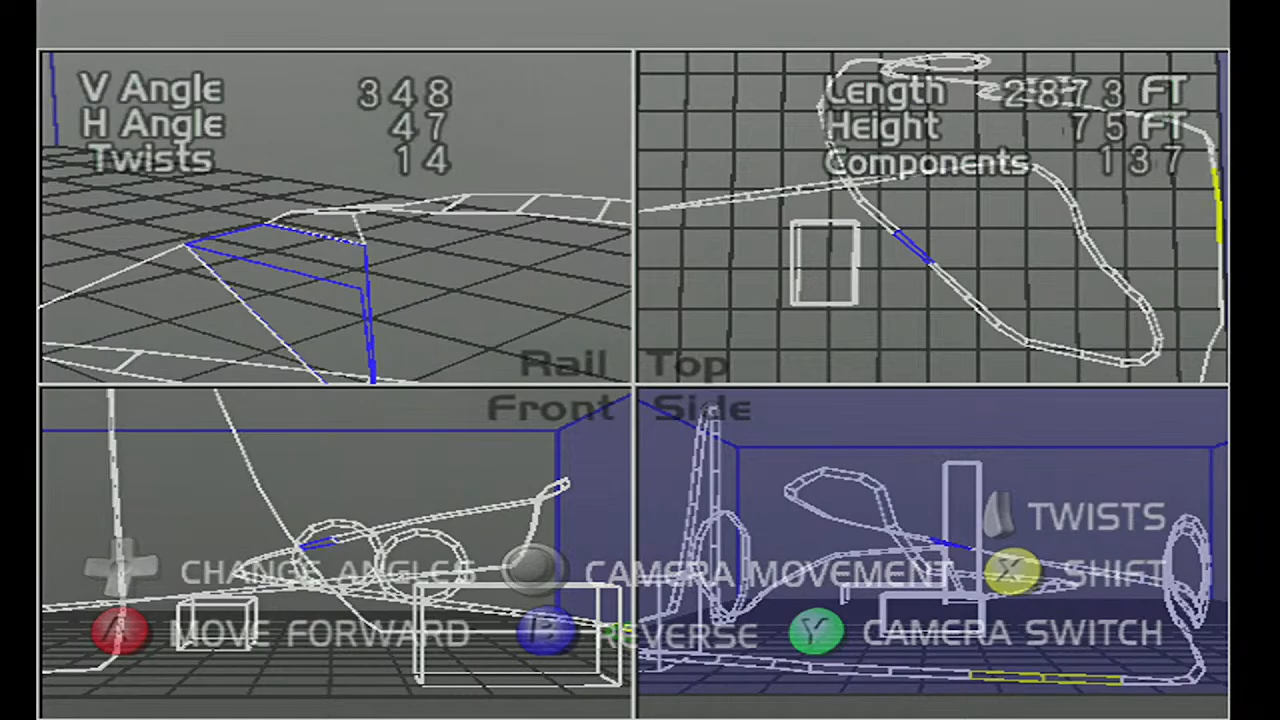 V Angle 348
H Angle 47
Twists 14
Length 2873 FT
Height 75 FT
Components 137
Rail Top
Front Side
TWISTS
CHANGE ANGLES
CAMERA MOVEMENT
X SHIFT
A MOVE FORWARD
B REVERSE
Y CAMERA SWITCH